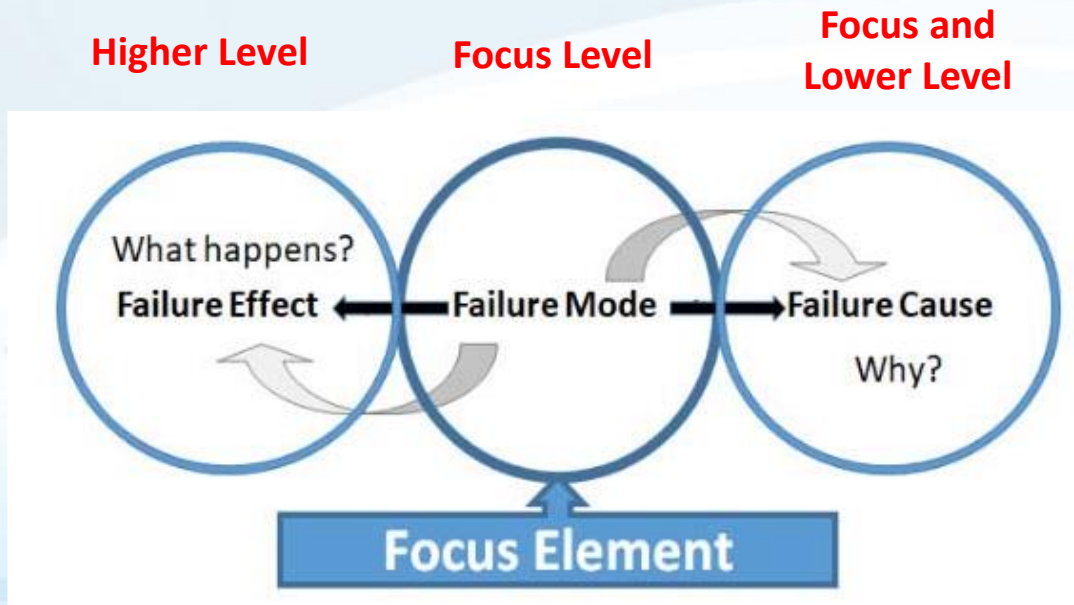 Higher Level
Focus Level
Focus and
Lower Level
What happens?
Failure Effect
Failure Mode
Failure Cause
Why?
Focus Element